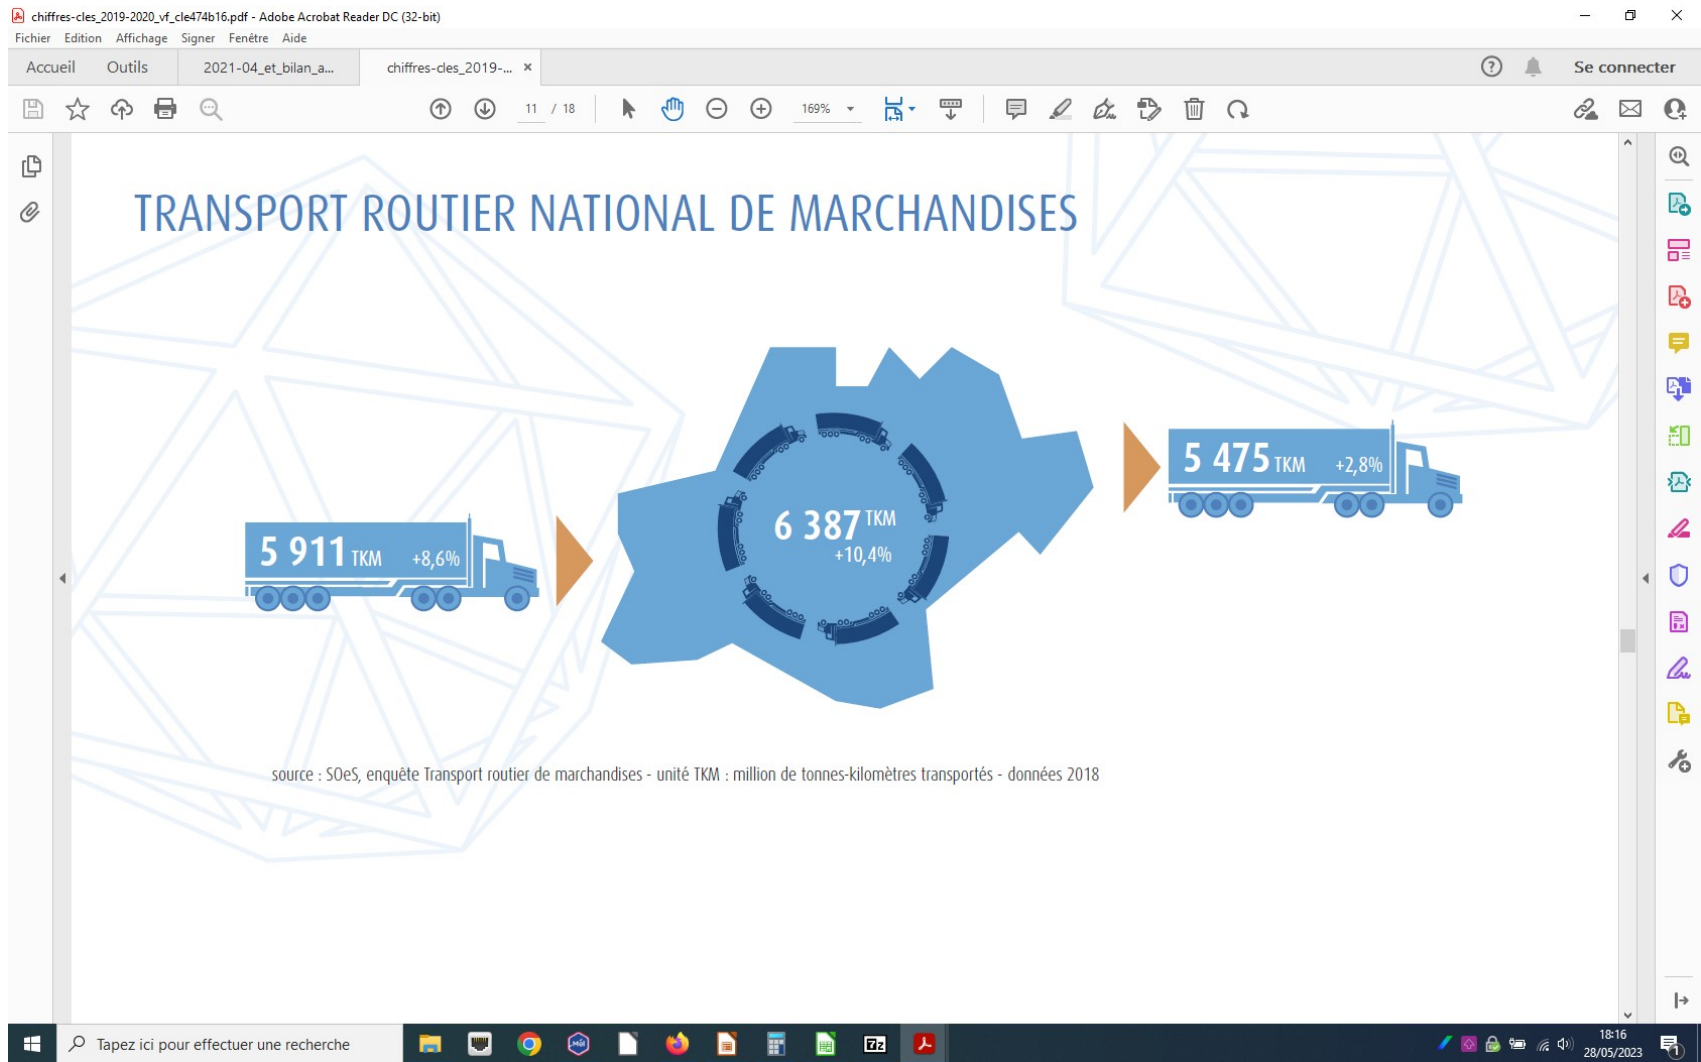 chiffres-cles_2019-2020_vf_cle474b16.pdf - Adobe Acrobat Reader DC (32-bit)
Fichier Edition Affichage Signer Fenêtre Aide
Accueil Outils 2021-04_et_bilan_a... chiffres-cles_2019-... × Se connecter
11 / 18 169%
TRANSPORT ROUTIER NATIONAL DE MARCHANDISES
5 475 TKM +2,8%
6 387 TKM
+10,4%
5 911 TKM +8,6%
source : SOeS, enquête Transport routier de marchandises - unité TKM : million de tonnes-kilomètres transportés - données 2018
Tapez ici pour effectuer une recherche
7z
18:16
28/05/2023
1